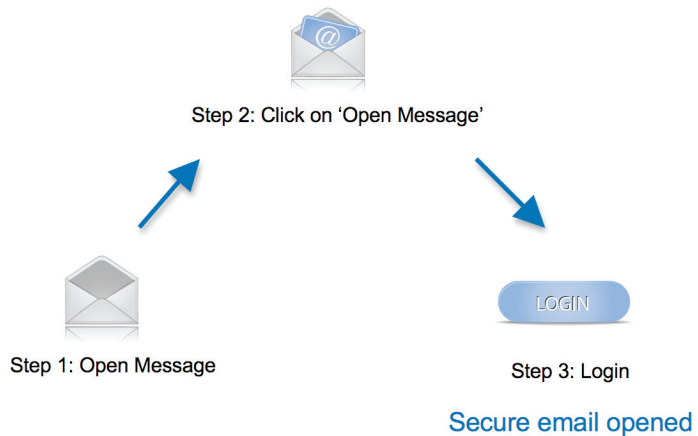 @
Step 2: Click on ‘Open Message’
Step 1: Open Message
LOGIN
Step 3: Login
Secure email opened